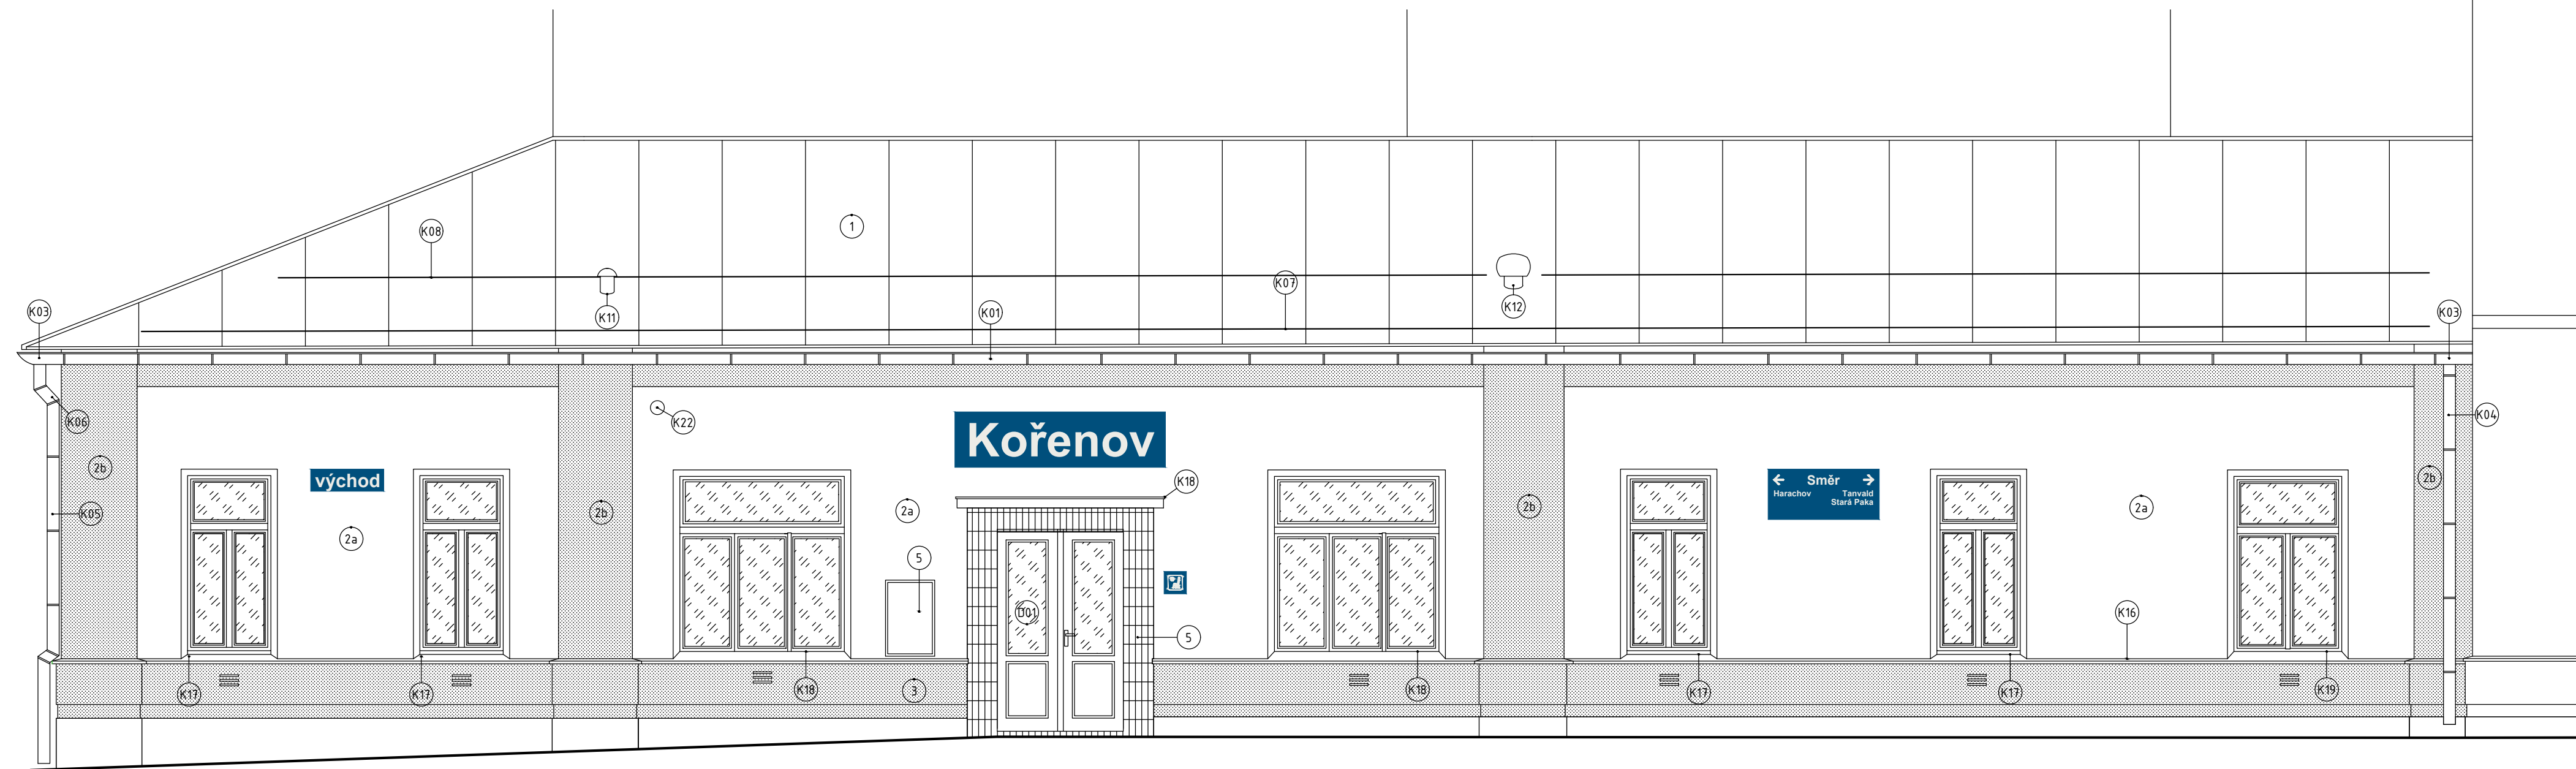 1
K08
K07
K11
K12
K03
K01
K03
K06
K22
Kořenov
K04
2b
východ
K18
← Směr →
Harachov Tanvald
Stará Paka
2b
K05
2a
2b
2a
2b
2a
5
D01
5
K16
K17
K17
K18
3
K18
K17
K17
K19